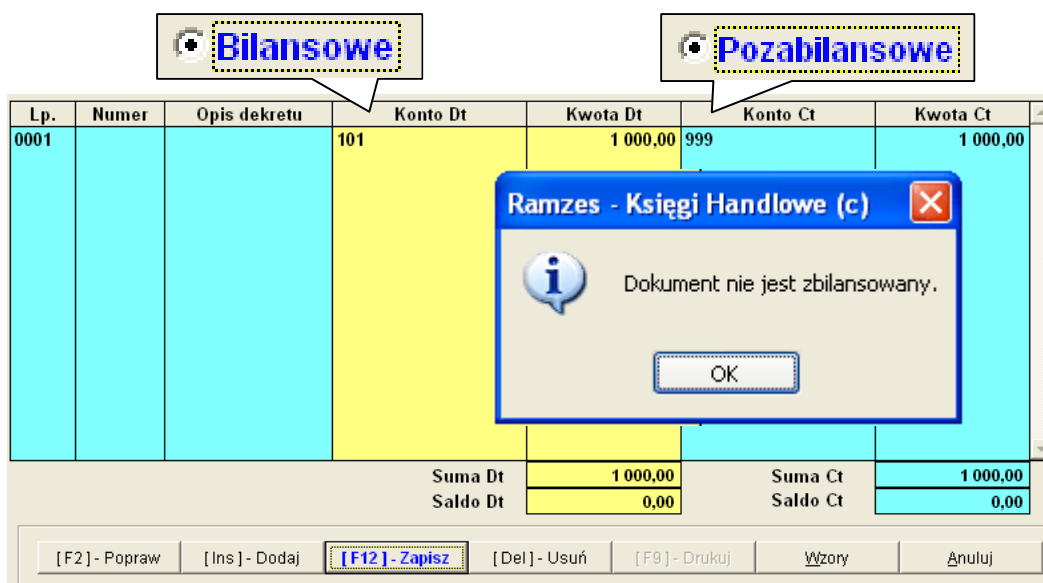 Bilansowe Pozabilansowe
Lp. Numer Opis dekretu Konto Dt Kwota Dt Konto Ct Kwota Ct
0001 101 1 000,00 999 1 000,00
Ramzes - Księgi Handlowe (c)
Dokument nie jest zbilansowany.
OK
Suma Dt 1 000,00 Suma Ct 1 000,00
Saldo Dt 0,00 Saldo Ct 0,00
[F2] - Popraw [Ins] - Dodaj [F12] - Zapisz [Del] - Usuń [F9] - Drukuj Wzory Anuluj